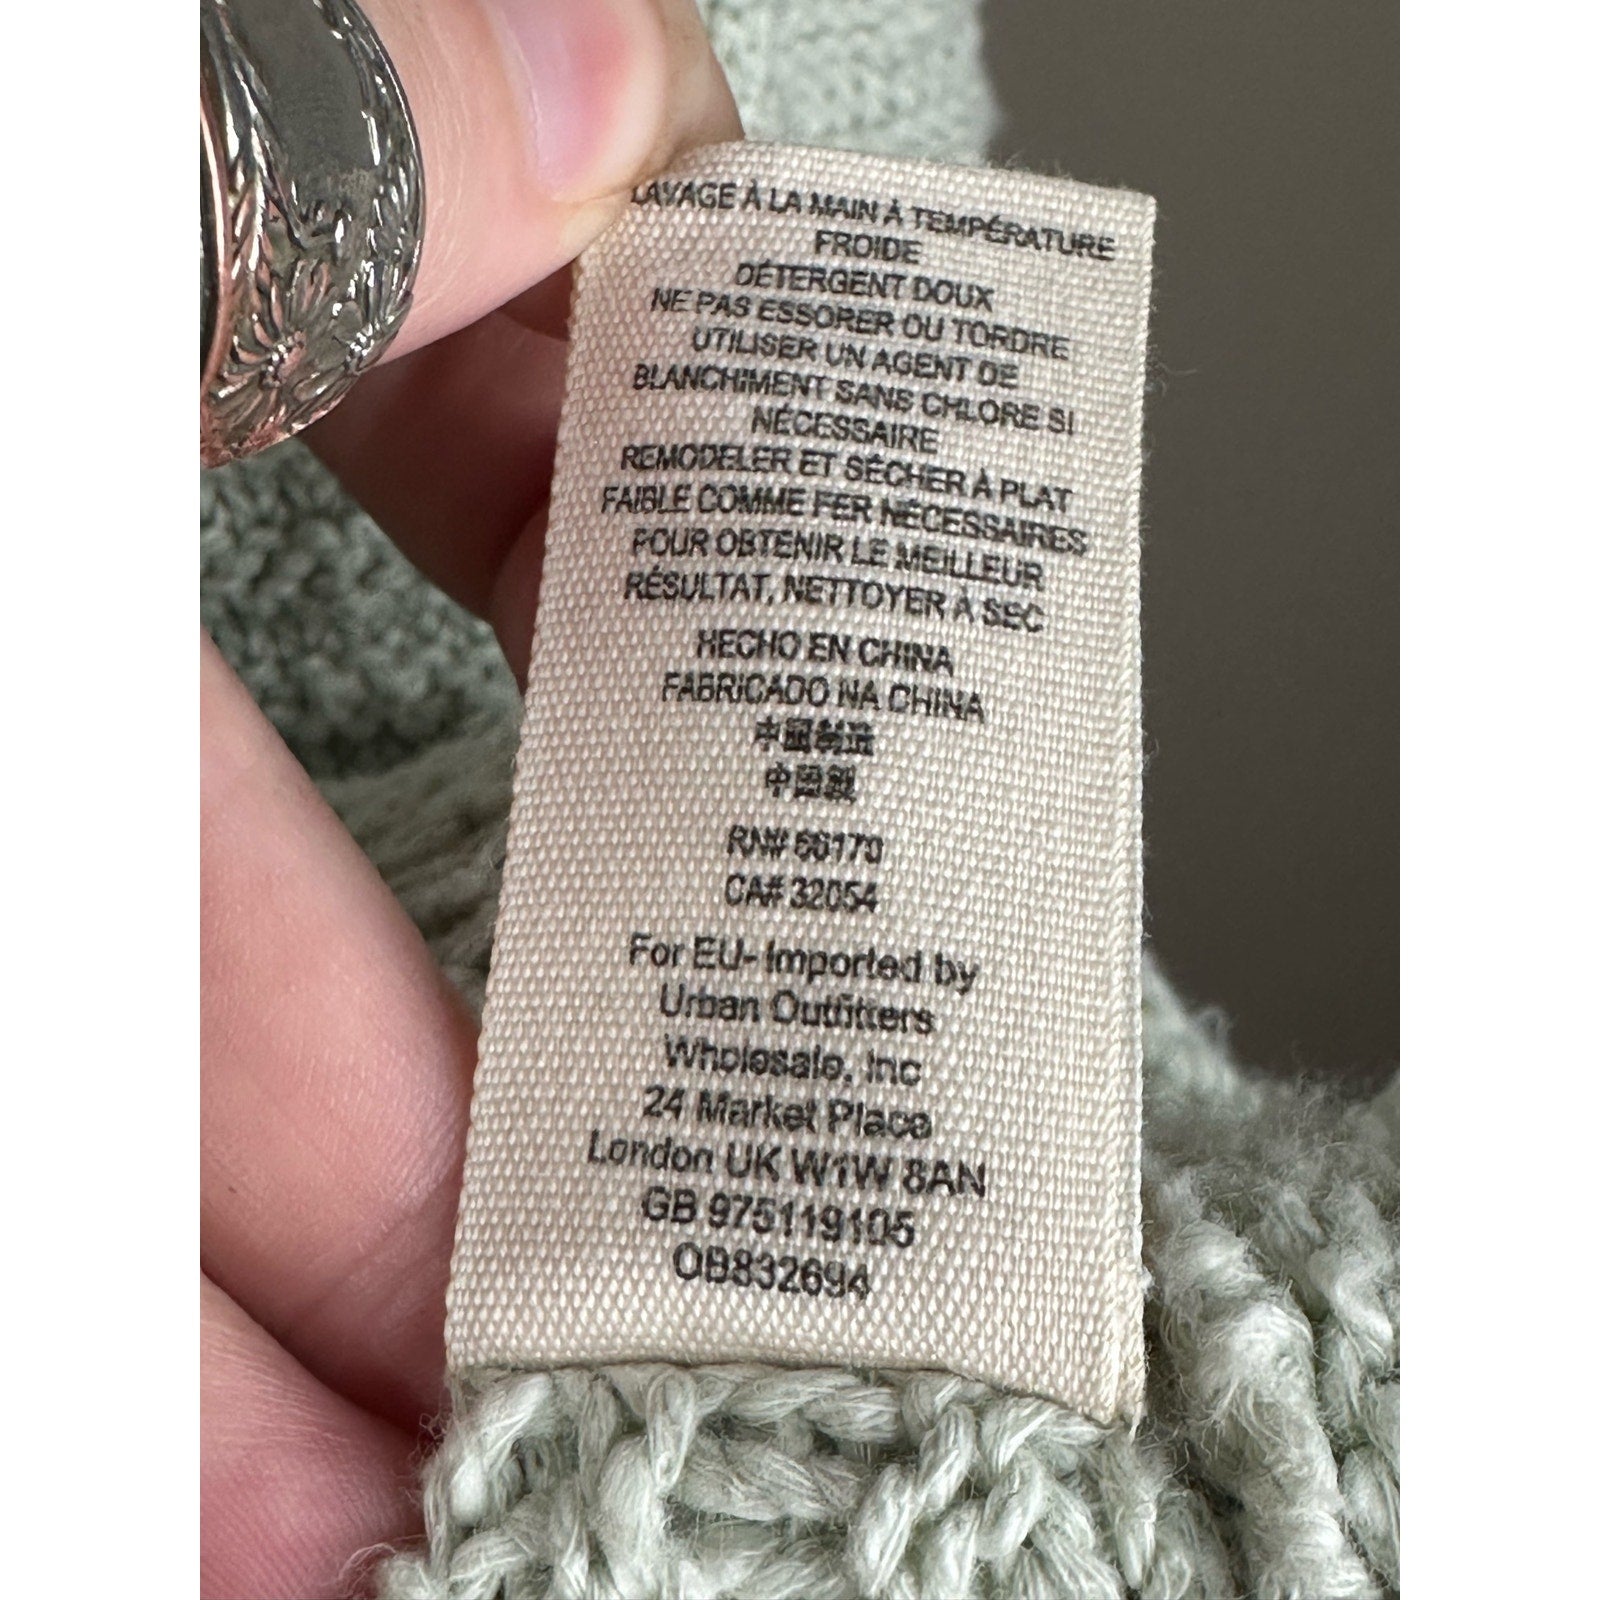 LAVAGE À LA MAIN À TEMPÉRATURE
FROIDE
DÉTERGENT DOUX
NE PAS ESSORER OU TORDRE
UTILISER UN AGENT DE
BLANCHIMENT SANS CHLORE SI
NÉCESSAIRE
REMODELER ET SÉCHER À PLAT
FAIBLE COMME FER NÉCESSAIRES
POUR OBTENIR LE MEILLEUR
RÉSULTAT, NETTOYER À SEC
HECHO EN CHINA
FABRICADO NA CHINA
中國制造
中国製
RN# 66170
CA# 32054
For EU- Imported by
Urban Outfitters
Wholesale, Inc
24 Market Place
London UK W1W 8AN
GB 975119105
OB832694